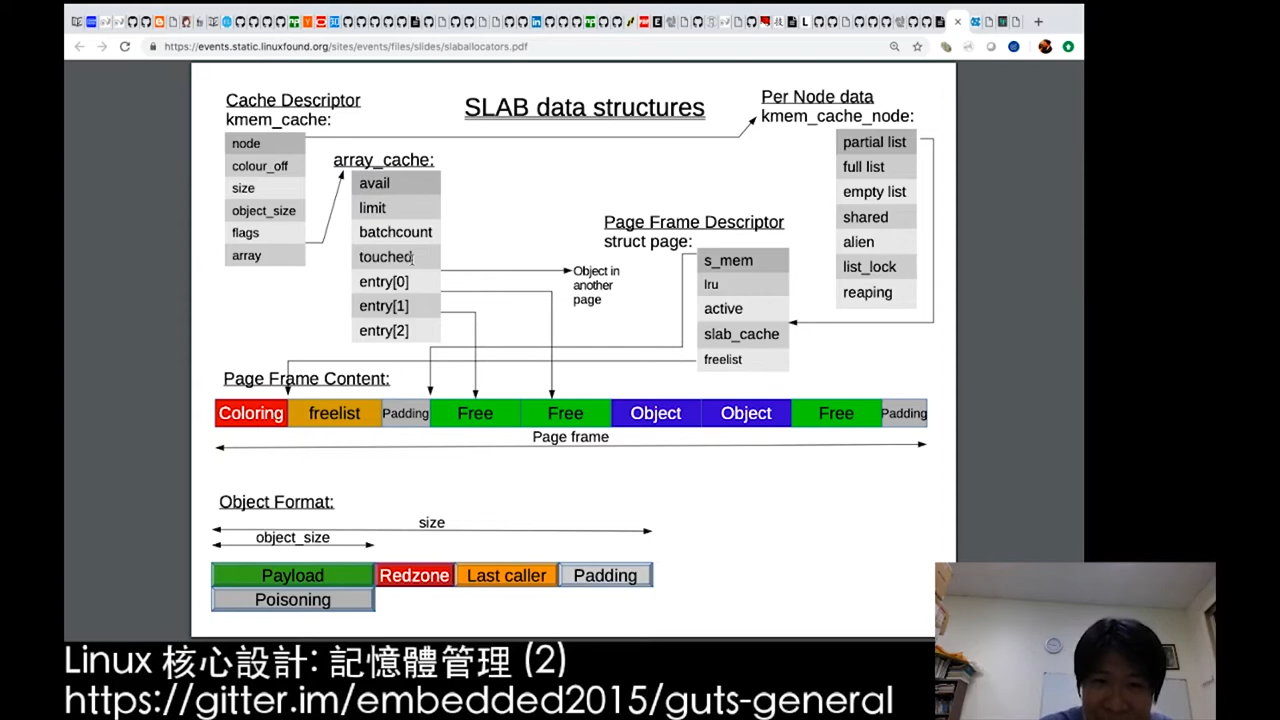 https://events.static.linuxfound.org/sites/events/files/slides/slaballocators.pdf
SLAB data structures
Cache Descriptor
kmem_cache:
node
colour_off
size
object_size
flags
array
array_cache:
avail
limit
batchcount
touched
entry[0]
entry[1]
entry[2]
Object in
another
page
Per Node data
kmem_cache_node:
partial list
full list
empty list
shared
alien
list_lock
reaping
Page Frame Descriptor
struct page:
s_mem
lru
active
slab_cache
freelist
Page Frame Content:
Coloring freelist Padding Free Free Object Object Free Padding
Page frame
Object Format:
size
object_size
Payload Redzone Last caller Padding
Poisoning
Linux 核心設計: 記憶體管理 (2)
https://gitter.im/embedded2015/guts-general